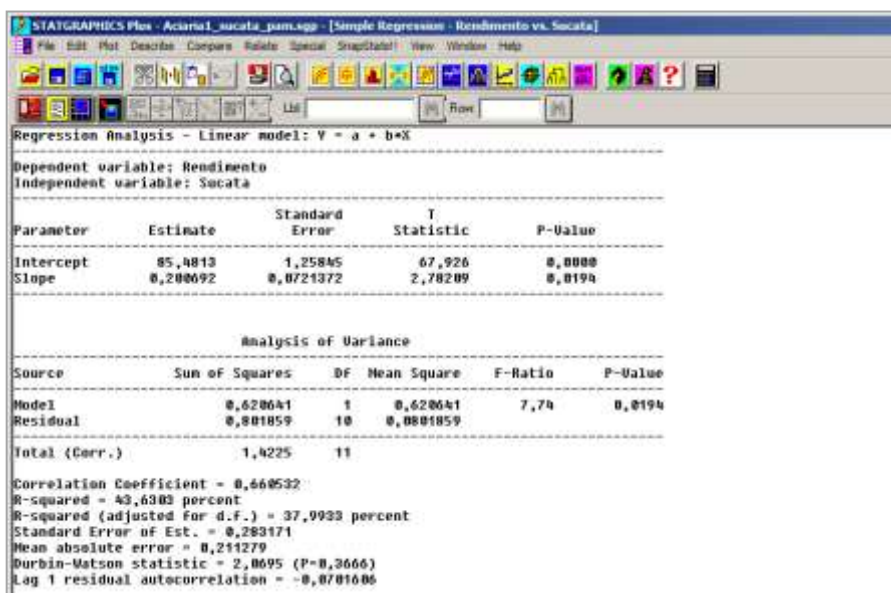 STATGRAPHICS Plus - Aciaria1_sucata_pam.sgp - [Simple Regression - Rendimento vs. Sucata]
File Edit Plot Describe Compare Relate Special SnapStats!! View Window Help
List Row
Regression Analysis - Linear model: Y = a + b*X
Dependent variable: Rendimento
Independent variable: Sucata
Standard T
Parameter Estimate Error Statistic P-Value
Intercept 85,4813 1,25845 67,926 0,0000
Slope 0,200692 0,0721372 2,78209 0,0194
Analysis of Variance
Source Sum of Squares Df Mean Square F-Ratio P-Value
Model 0,620641 1 0,620641 7,74 0,0194
Residual 0,801859 10 0,0801859
Total (Corr.) 1,4225 11
Correlation Coefficient = 0,660532
R-squared = 43,6303 percent
R-squared (adjusted for d.f.) = 37,9933 percent
Standard Error of Est. = 0,283171
Mean absolute error = 0,211279
Durbin-Watson statistic = 2,0695 (P=0,3666)
Lag 1 residual autocorrelation = -0,0701606